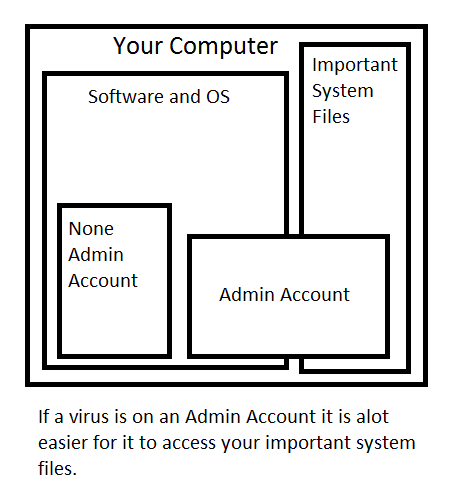 Your Computer
Software and OS
Important
System
Files
None
Admin
Account
Admin Account
If a virus is on an Admin Account it is alot
easier for it to access your important system
files.